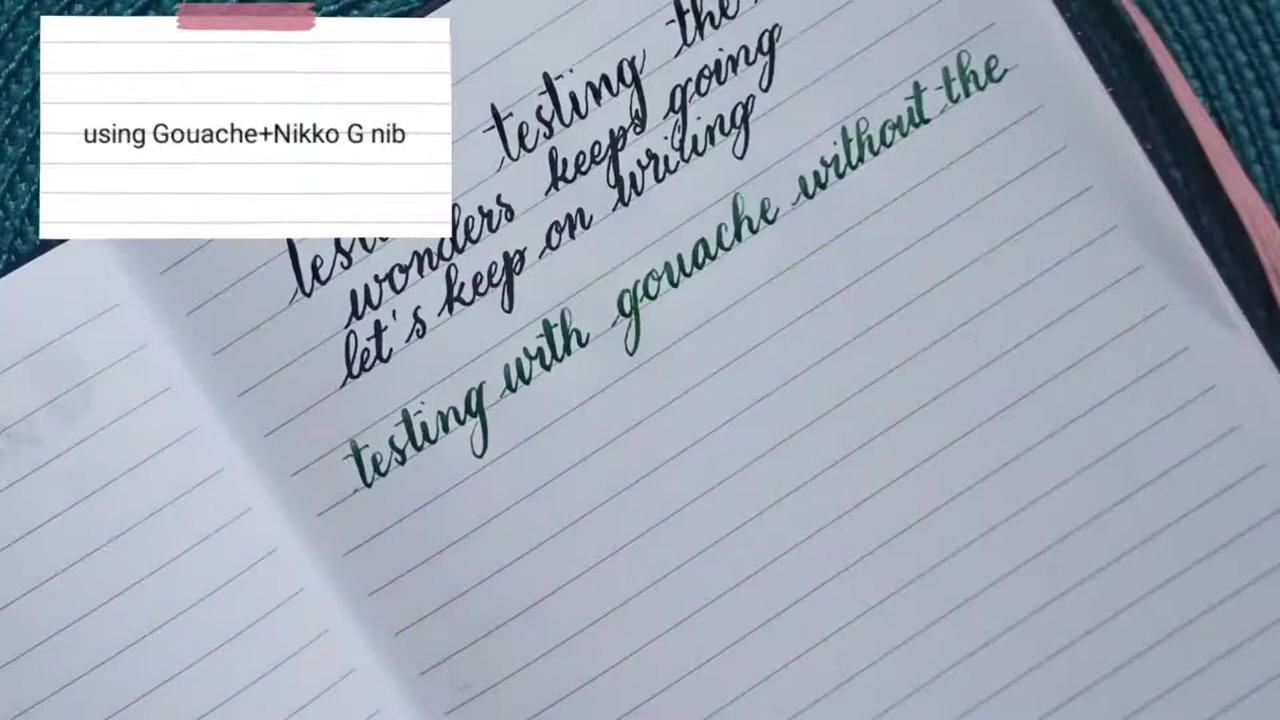 using Gouache+Nikko G nib
testing the
wonders keeps going
let's keep on writing
testing with gouache without the